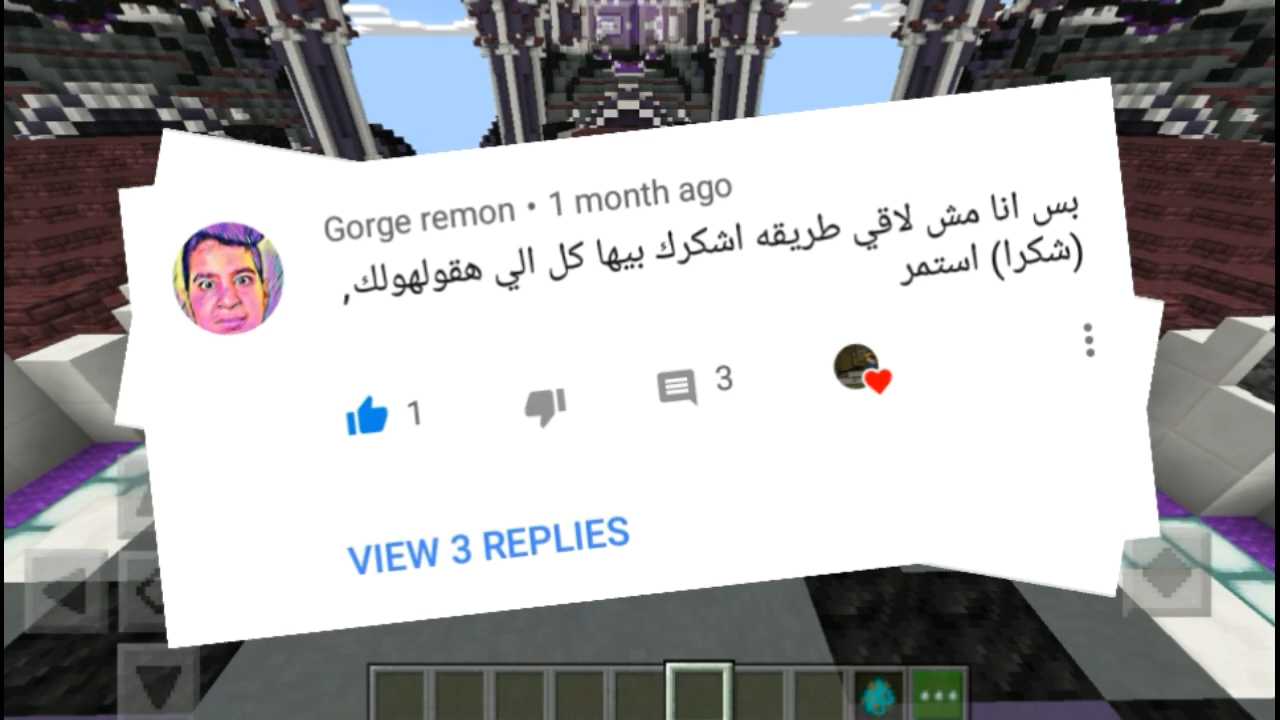 Gorge remon • 1 month ago
بس انا مش لاقي طريقه اشكرك بيها كل الي هقولهولك,
(شكرا) استمر
1
3
VIEW 3 REPLIES